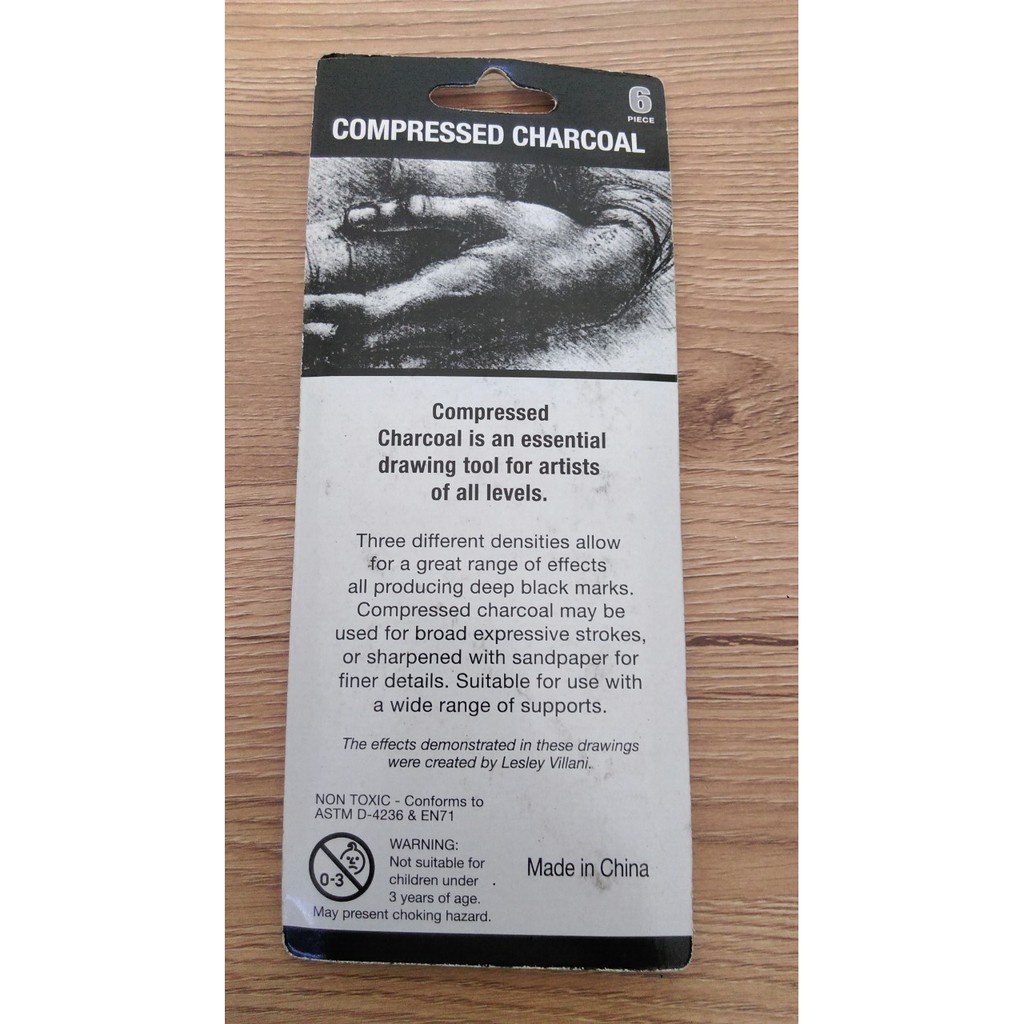 6
PIECE
COMPRESSED CHARCOAL
Compressed
Charcoal is an essential
drawing tool for artists
of all levels.
Three different densities allow
for a great range of effects
all producing deep black marks.
Compressed charcoal may be
used for broad expressive strokes,
or sharpened with sandpaper for
finer details. Suitable for use with
a wide range of supports.
The effects demonstrated in these drawings
were created by Lesley Villani.
NON TOXIC - Conforms to
ASTM D-4236 & EN71
0-3
WARNING:
Not suitable for
children under
3 years of age.
May present choking hazard.
Made in China